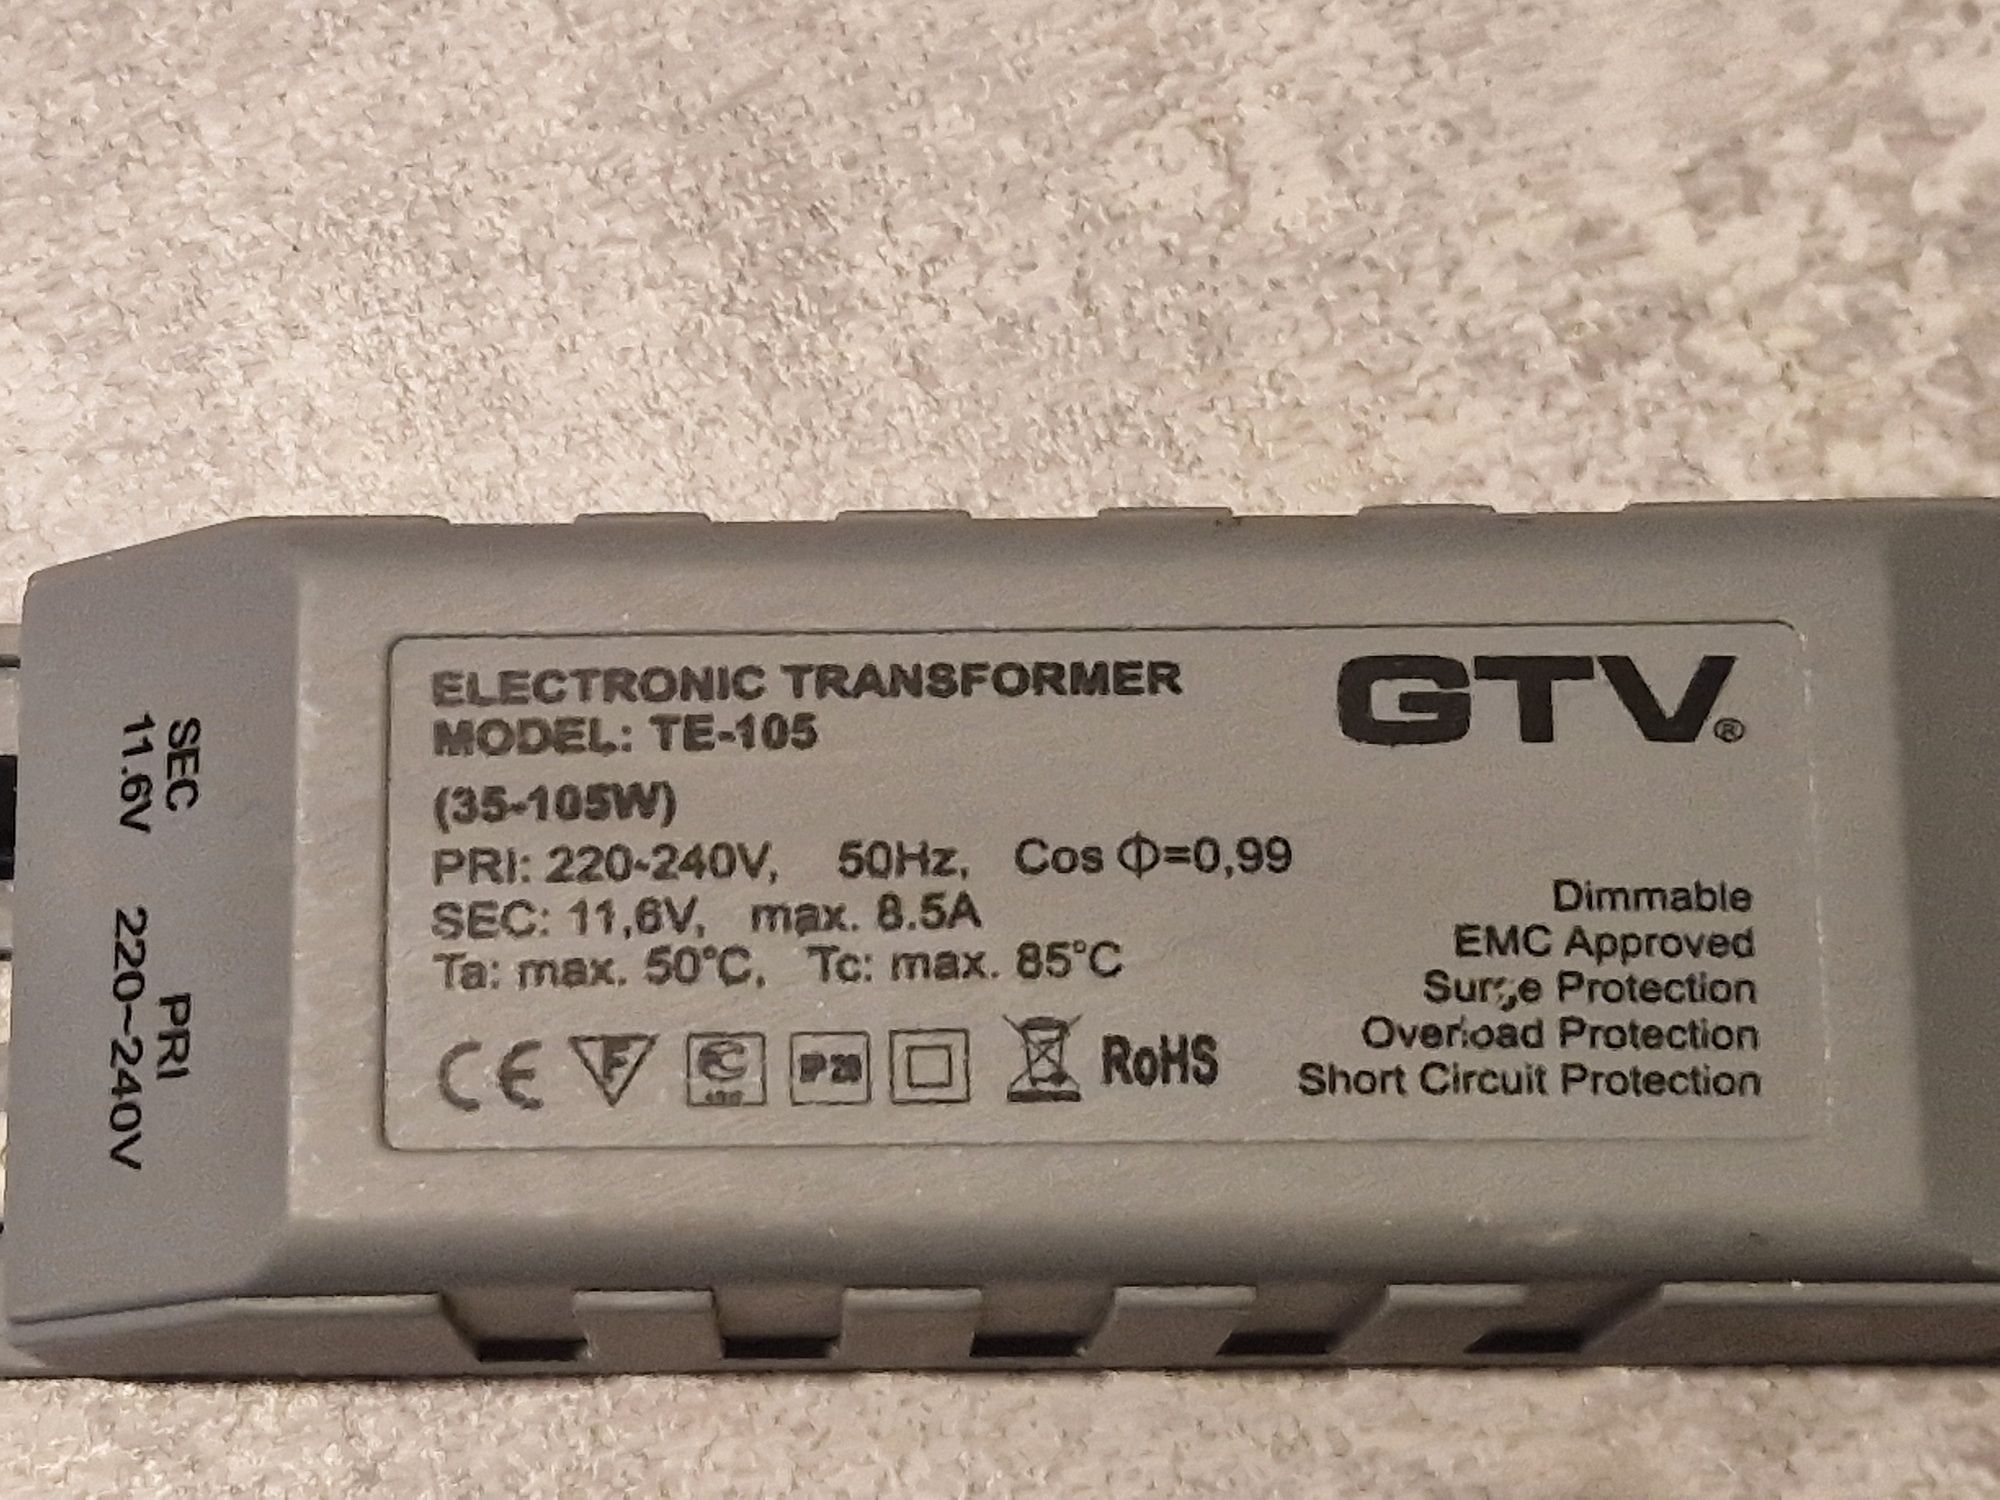 ELECTRONIC TRANSFORMER
MODEL: TE-105
(35-105W)
PRI: 220-240V, 50Hz, Cos Φ=0,99
SEC: 11,6V, max. 8.5A
Ta: max. 50°C, Tc: max. 85°C
CE F IP20 RoHS
GTV®
Dimmable
EMC Approved
Surge Protection
Overload Protection
Short Circuit Protection
SEC
11.6V
PRI
220~240V